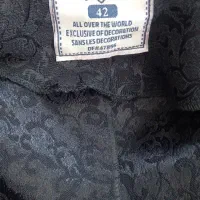 42
ALL OVER THE WORLD
EXCLUSIVE OF DECORATION
SANS LES DECORATIONS